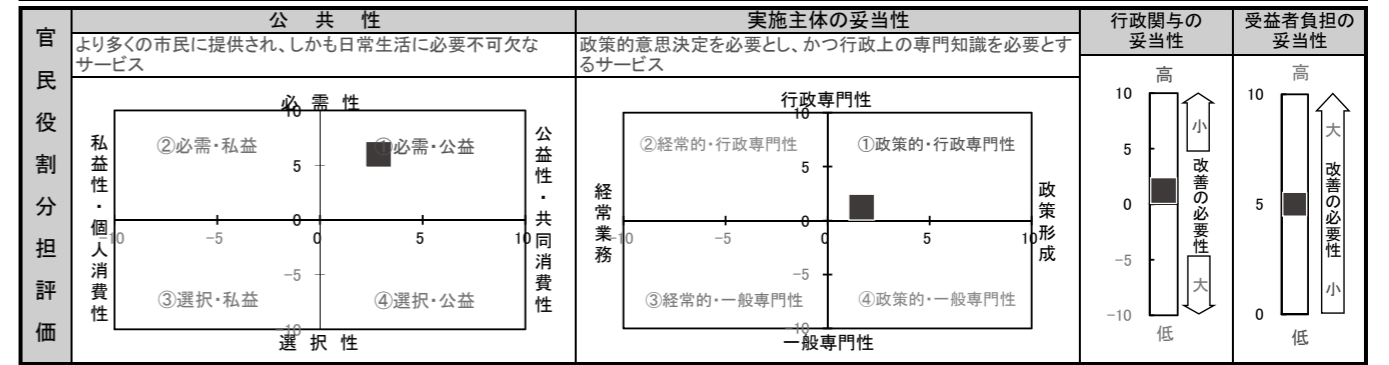 官民役割分担評価
公共性
より多くの市民に提供され、しかも日常生活に必要不可欠な
サービス
必需性
10
私益性・個人消費性
②必需・私益
①必需・公益
公益性・共同消費性
5
0
-10
-5
0
5
10
-5
③選択・私益
④選択・公益
-10
選択性
実施主体の妥当性
政策的意思決定を必要とし、かつ行政上の専門知識を必要とす
るサービス
行政専門性
10
経常業務
②経常的・行政専門性
①政策的・行政専門性
政策形成
5
0
-10
-5
0
5
10
-5
③経常的・一般専門性
④政策的・一般専門性
-10
一般専門性
行政関与の
妥当性
高
10
5
0
-5
-10
小
改善の必要性
大
低
受益者負担の
妥当性
高
10
5
0
大
改善の必要性
小
低